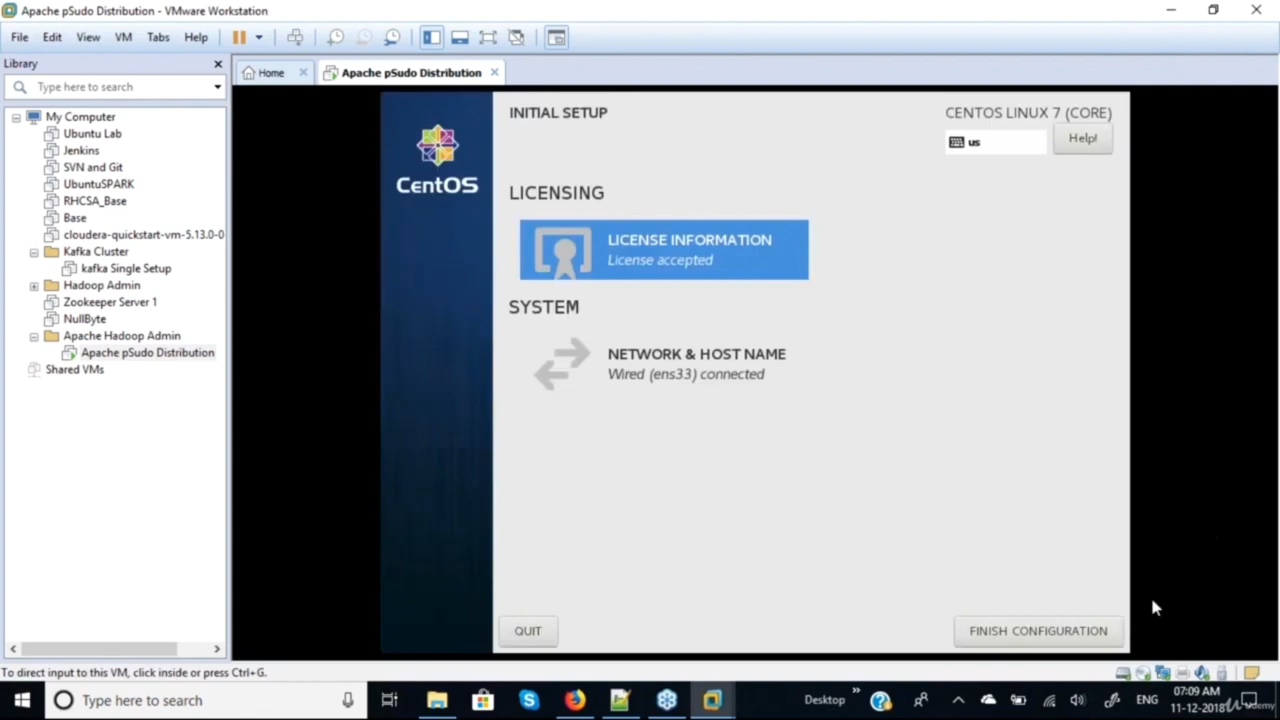 Apache pSudo Distribution - VMware Workstation
File Edit View VM Tabs Help
Library
Type here to search
My Computer
Ubuntu Lab
Jenkins
SVN and Git
UbuntuSPARK
RHCSA_Base
Base
cloudera-quickstart-vm-5.13.0-0
Kafka Cluster
kafka Single Setup
Hadoop Admin
Zookeeper Server 1
NullByte
Apache Hadoop Admin
Apache pSudo Distribution
Shared VMs
Home
Apache pSudo Distribution
CentOS
INITIAL SETUP
CENTOS LINUX 7 (CORE)
us
Help!
LICENSING
LICENSE INFORMATION
License accepted
SYSTEM
NETWORK & HOST NAME
Wired (ens33) connected
QUIT
FINISH CONFIGURATION
To direct input to this VM, click inside or press Ctrl+G.
Type here to search
Desktop
ENG
07:09 AM
11-12-2018
Udemy